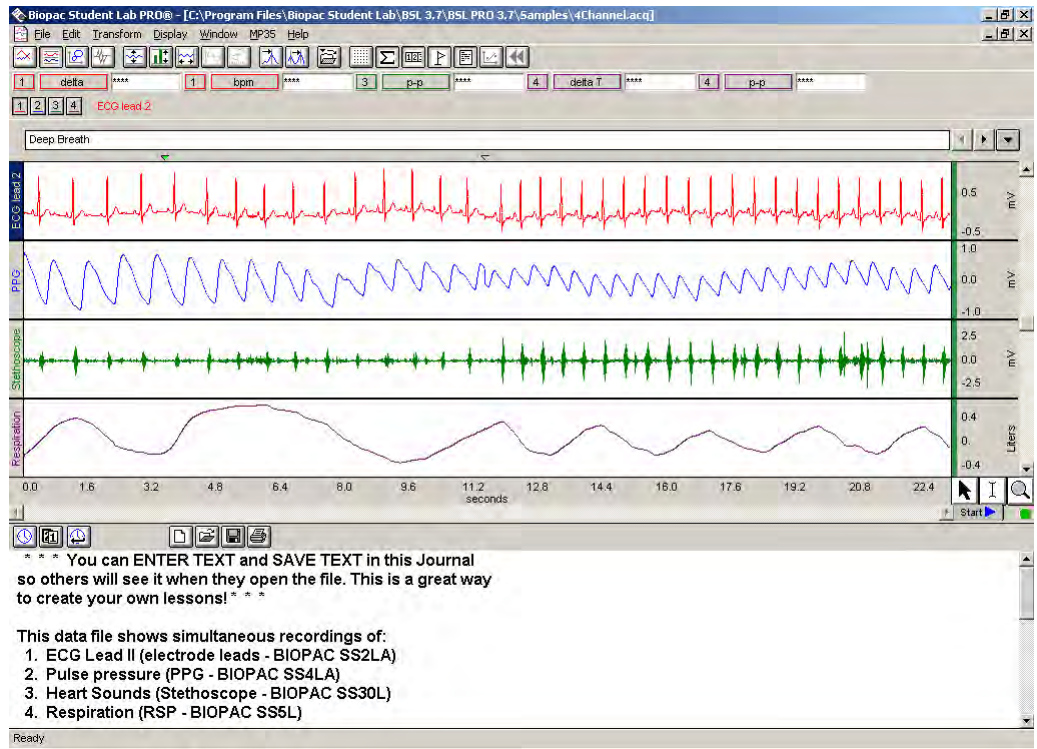 Biopac Student Lab PRO® - [C:\Program Files\Biopac Student Lab\BSL 3.7\BSL PRO 3.7\Samples\4Channel.acq]
File Edit Transform Display Window MP35 Help
1 delta **** 1 bpm **** 3 p-p **** 4 delta T **** 4 p-p ****
1 2 3 4 ECG lead 2
Deep Breath
ECG lead 2
0.5
-0.5
mV
PPG
1.0
0.0
-1.0
mV
Stethoscope
2.5
0.0
-2.5
mV
Respiration
0.4
0.
-0.4
Liters
0.0 1.6 3.2 4.8 6.4 8.0 9.6 11.2 12.8 14.4 16.0 17.6 19.2 20.8 22.4
seconds
Start
* * * You can ENTER TEXT and SAVE TEXT in this Journal
so others will see it when they open the file. This is a great way
to create your own lessons! * * *
This data file shows simultaneous recordings of:
1. ECG Lead II (electrode leads - BIOPAC SS2LA)
2. Pulse pressure (PPG - BIOPAC SS4LA)
3. Heart Sounds (Stethoscope - BIOPAC SS30L)
4. Respiration (RSP - BIOPAC SS5L)
Ready